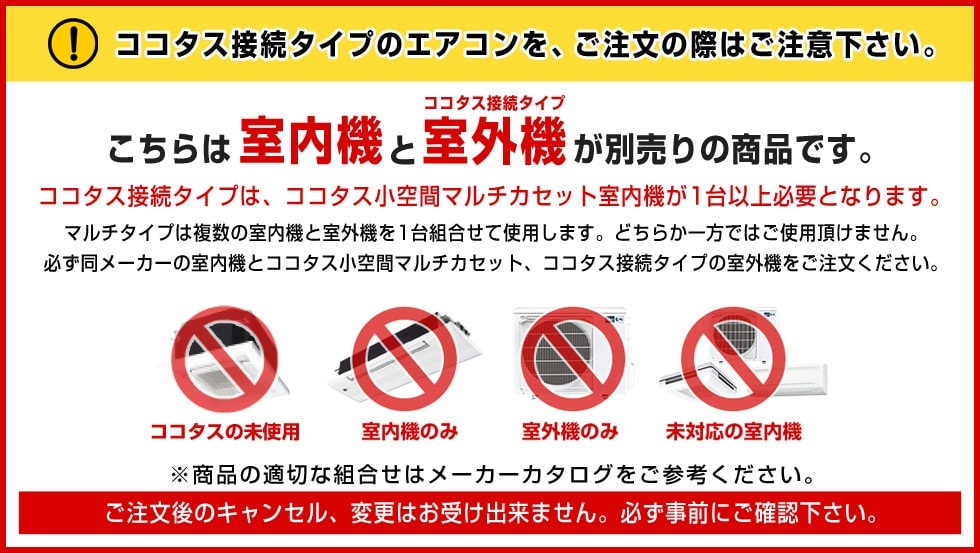 ココタス接続タイプのエアコンを、ご注文の際はご注意下さい。
ココタス接続タイプ
こちらは室内機と室外機が別売りの商品です。
ココタス接続タイプは、ココタス小空間マルチカセット室内機が1台以上必要となります。
マルチタイプは複数の室内機と室外機を1台組合せて使用します。どちらか一方ではご使用頂けません。
必ず同メーカーの室内機とココタス小空間マルチカセット、ココタス接続タイプの室外機をご注文ください。
ココタスの未使用
室内機のみ
室外機のみ
未対応の室内機
※商品の適切な組合せはメーカーカタログをご参考ください。
ご注文後のキャンセル、変更はお受け出来ません。必ず事前にご確認下さい。